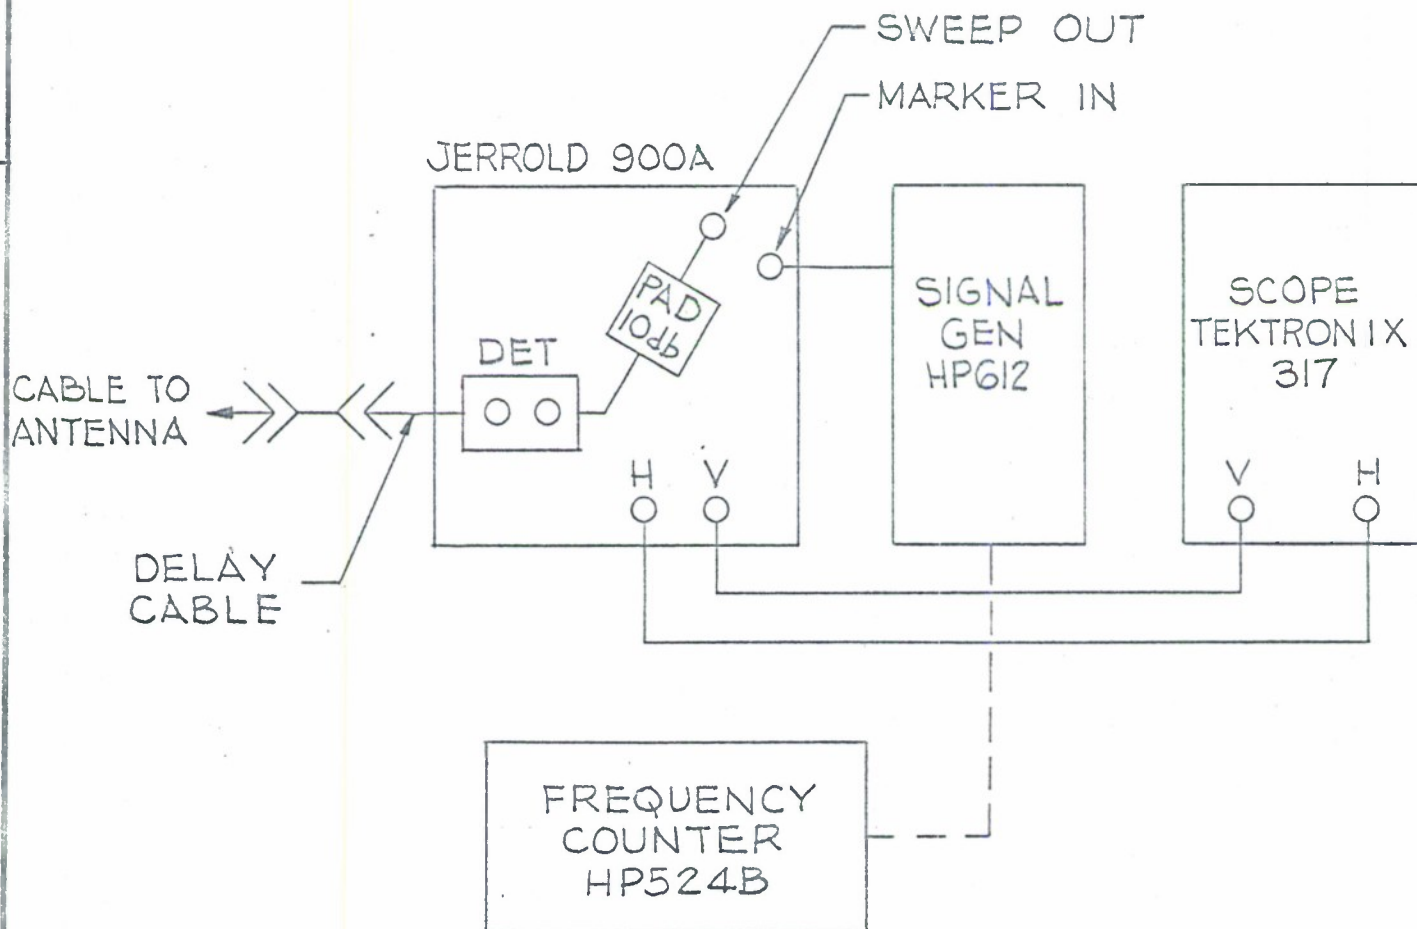 SWEEP OUT
MARKER IN
JERROLD 900A
PAD
10db
DET
CABLE TO
ANTENNA
DELAY
CABLE
H V
SIGNAL
GEN
HP612
SCOPE
TEKTRONIX
317
V H
FREQUENCY
COUNTER
HP524B